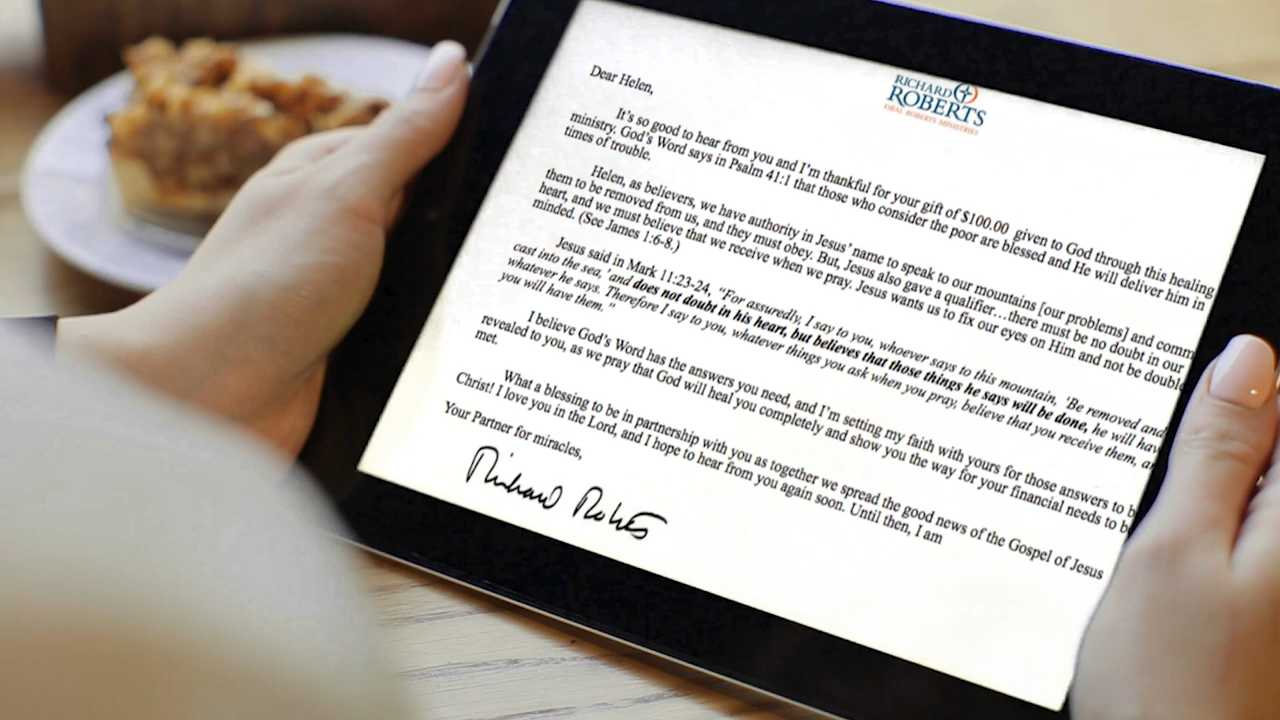 RICHARD
ROBERTS
ORAL ROBERTS MINISTRIES
Dear Helen,
It's so good to hear from you and I'm thankful for your gift of $100.00 given to God through this healing
ministry. God's Word says in Psalm 41:1 that those who consider the poor are blessed and He will deliver him in
times of trouble.
Helen, as believers, we have authority in Jesus' name to speak to our mountains [our problems] and comm
them to be removed from us, and they must obey. But, Jesus also gave a qualifier…there must be no doubt in our
heart, and we must believe that we receive when we pray. Jesus wants us to fix our eyes on Him and not be double
minded. (See James 1:6-8.)
Jesus said in Mark 11:23-24, "For assuredly, I say to you, whoever says to this mountain, 'Be removed and
cast into the sea,' and does not doubt in his heart, but believes that those things he says will be done, he will hav
whatever he says. Therefore I say to you, whatever things you ask when you pray, believe that you receive them, a
you will have them."
I believe God's Word has the answers you need, and I'm setting my faith with yours for those answers to b
revealed to you, as we pray that God will heal you completely and show you the way for your financial needs to b
met.
What a blessing to be in partnership with you as together we spread the good news of the Gospel of Jesus
Christ! I love you in the Lord, and I hope to hear from you again soon. Until then, I am
Your Partner for miracles,
Richard Roberts